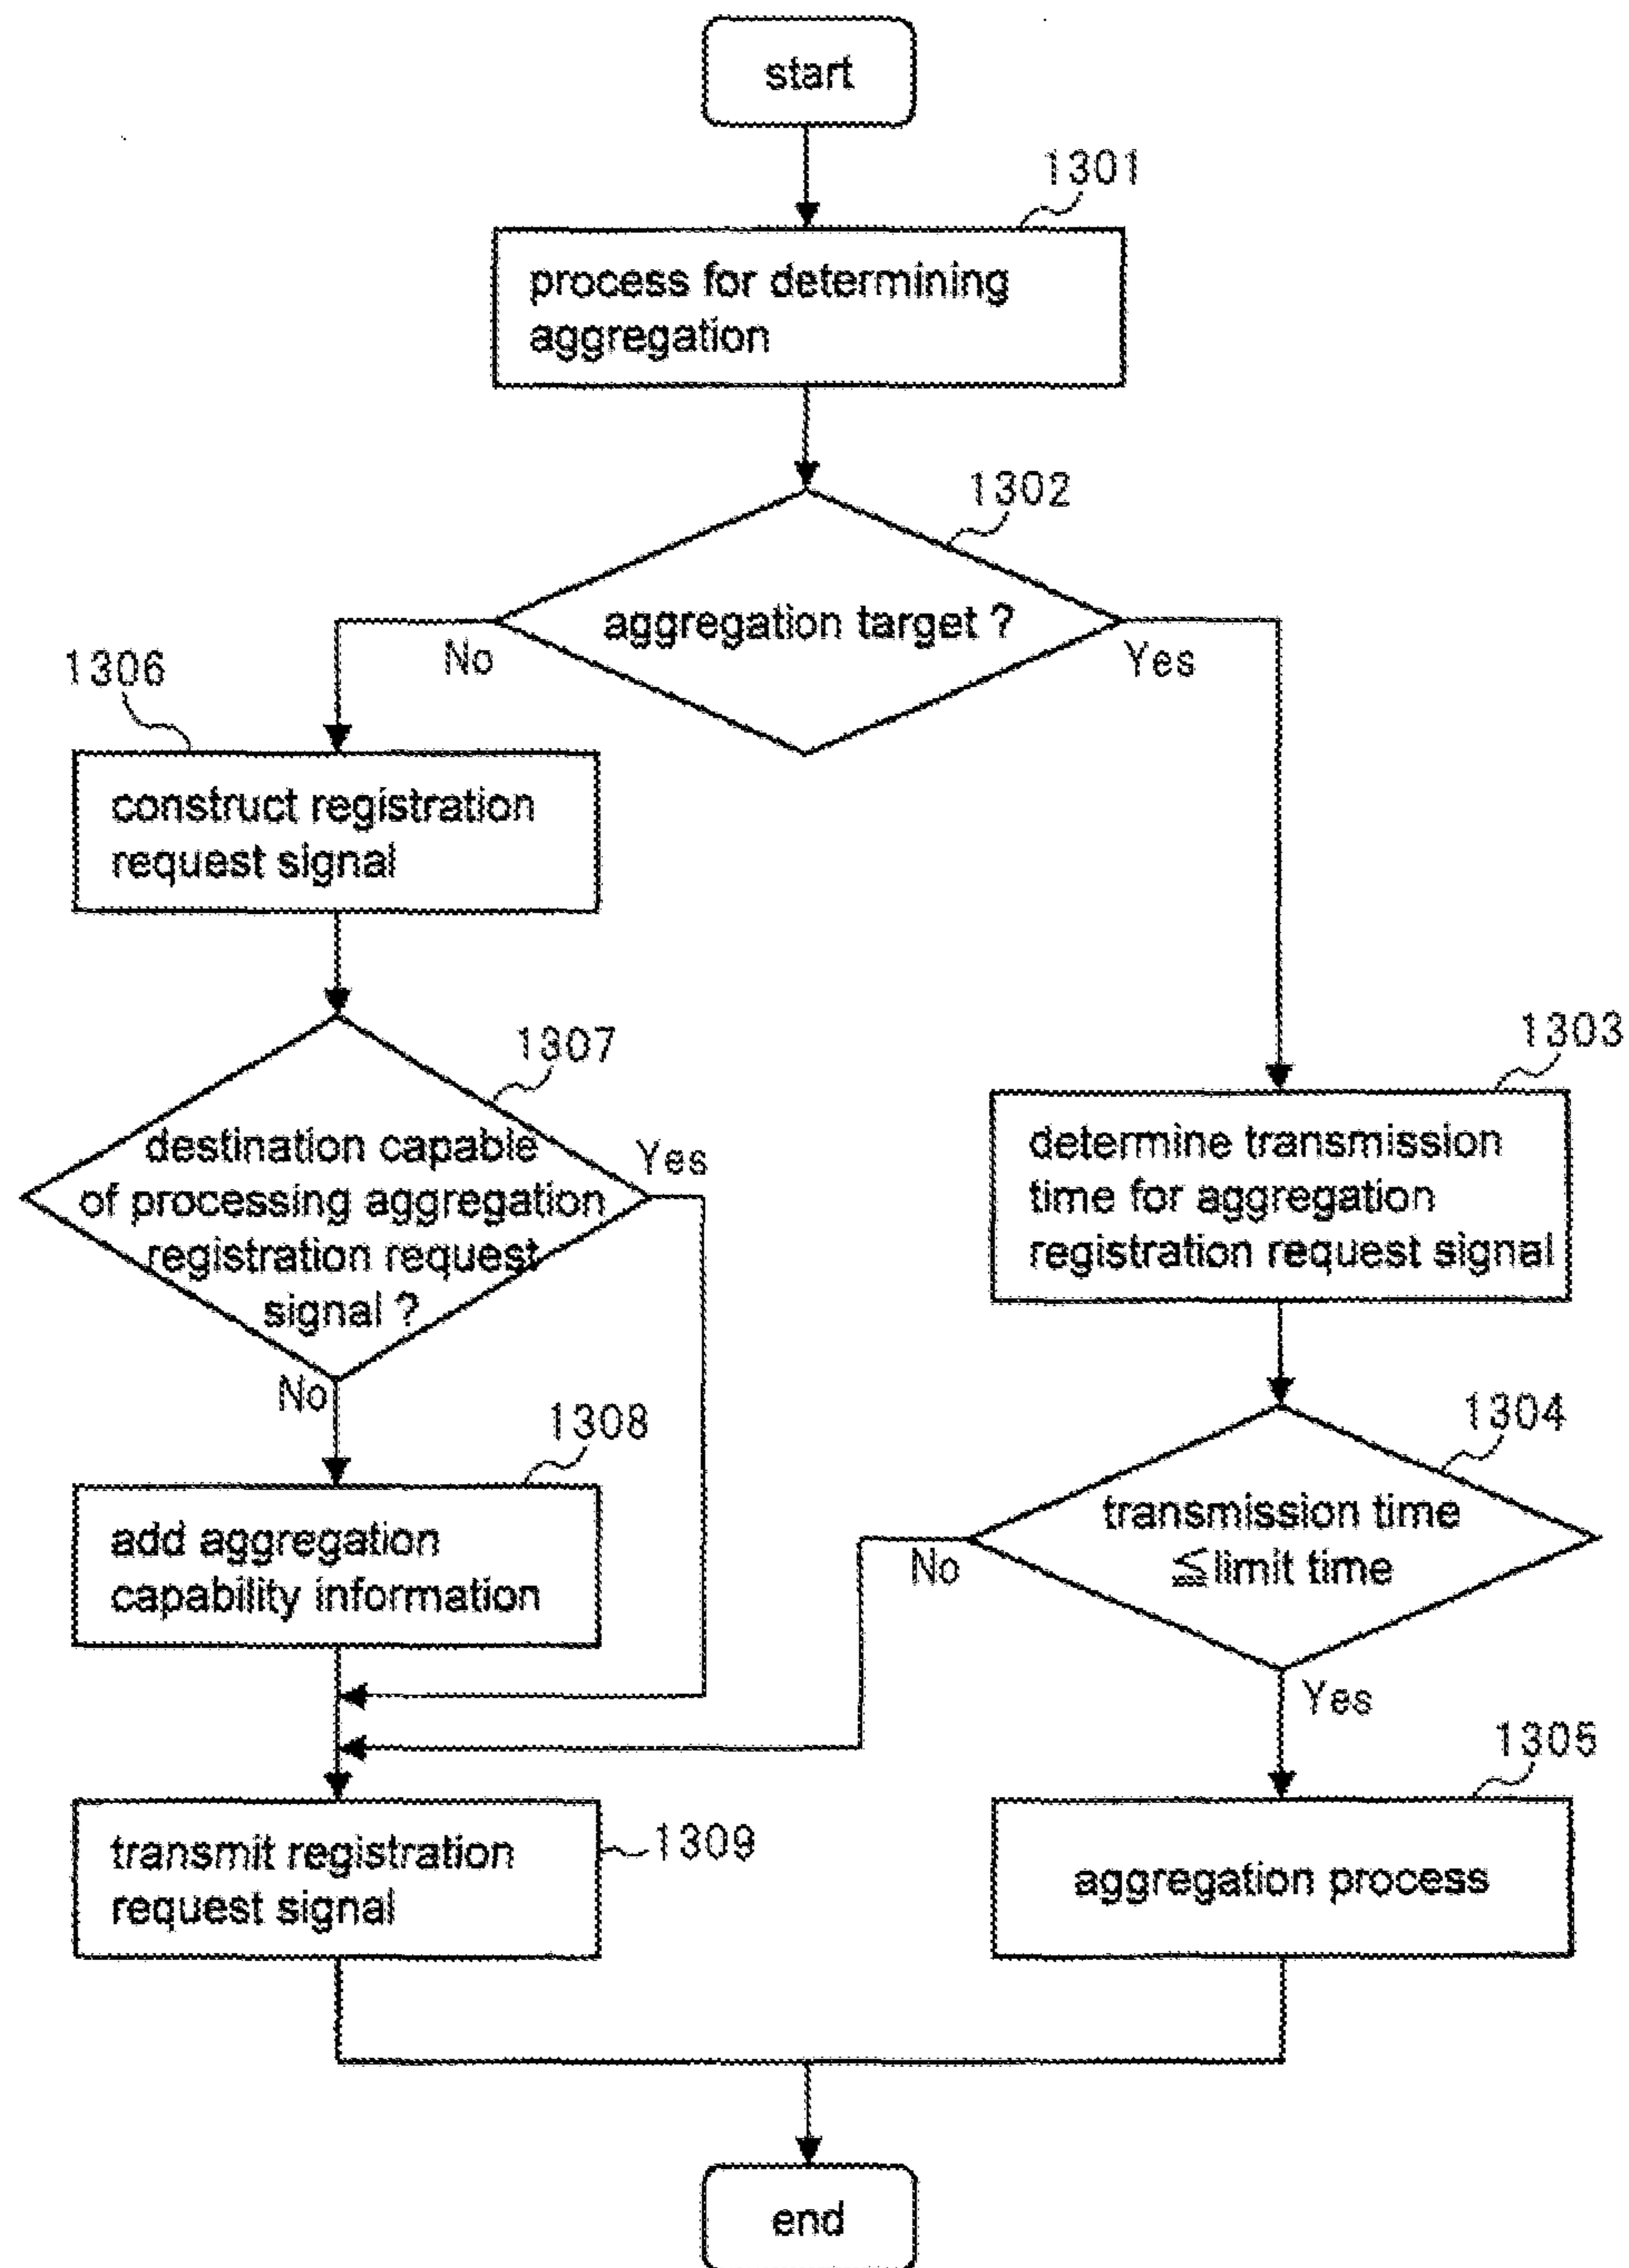 start
1301
process for determining
aggregation
1302
aggregation target ?
No
Yes
1306
construct registration
request signal
1307
destination capable
of processing aggregation
registration request
signal ?
Yes
No
1303
determine transmission
time for aggregation
registration request signal
1304
transmission time
≦limit time
No
Yes
1308
add aggregation
capability information
1305
aggregation process
1309
transmit registration
request signal
end